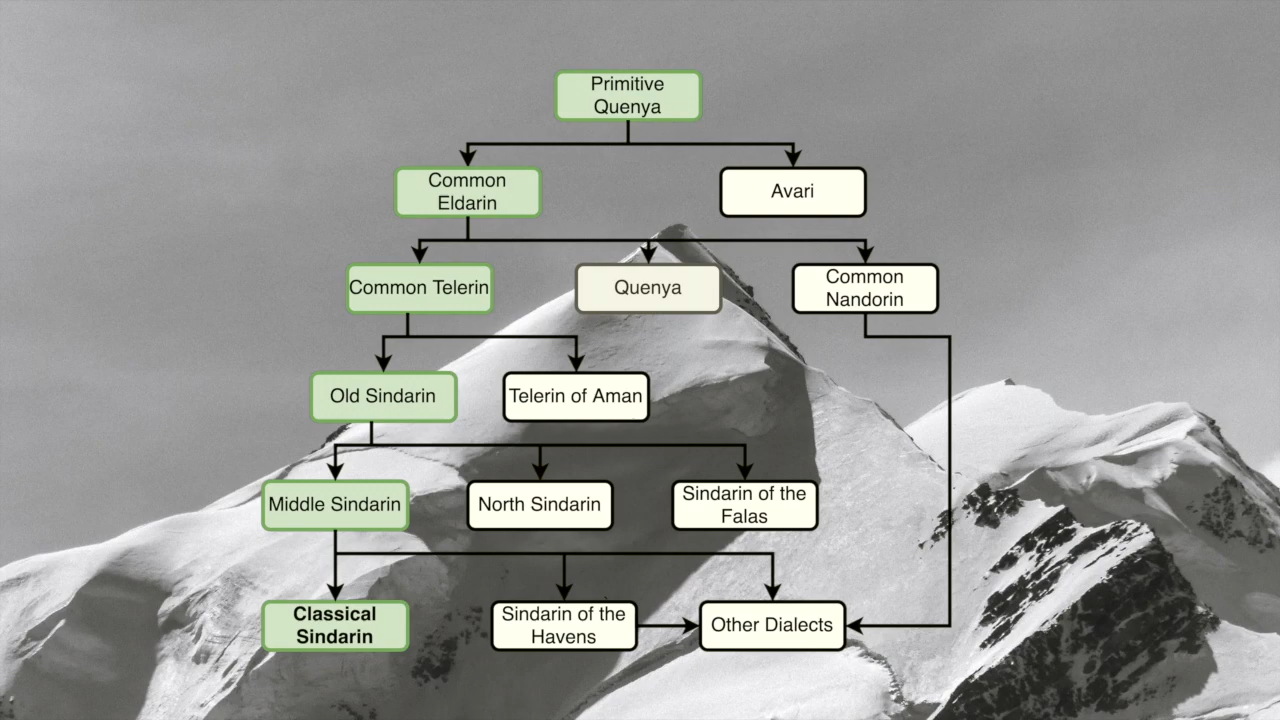 Primitive
Quenya
Common
Eldarin
Avari
Common Telerin
Quenya
Common
Nandorin
Old Sindarin
Telerin of Aman
Middle Sindarin
North Sindarin
Sindarin of the
Falas
Classical
Sindarin
Sindarin of the
Havens
Other Dialects